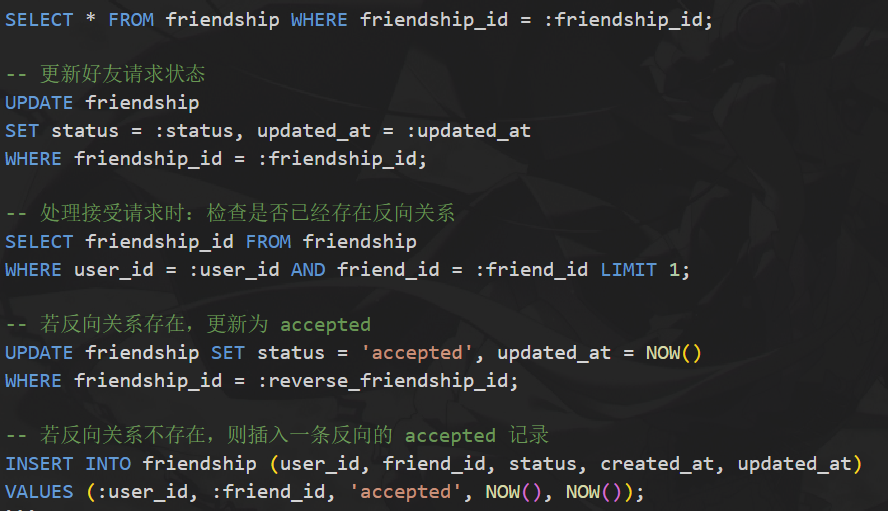 SELECT * FROM friendship WHERE friendship_id = :friendship_id;
-- 更新好友请求状态
UPDATE friendship
SET status = :status, updated_at = :updated_at
WHERE friendship_id = :friendship_id;
-- 处理接受请求时：检查是否已经存在反向关系
SELECT friendship_id FROM friendship
WHERE user_id = :user_id AND friend_id = :friend_id LIMIT 1;
-- 若反向关系存在，更新为 accepted
UPDATE friendship SET status = 'accepted', updated_at = NOW()
WHERE friendship_id = :reverse_friendship_id;
-- 若反向关系不存在，则插入一条反向的 accepted 记录
INSERT INTO friendship (user_id, friend_id, status, created_at, updated_at)
VALUES (:user_id, :friend_id, 'accepted', NOW(), NOW());